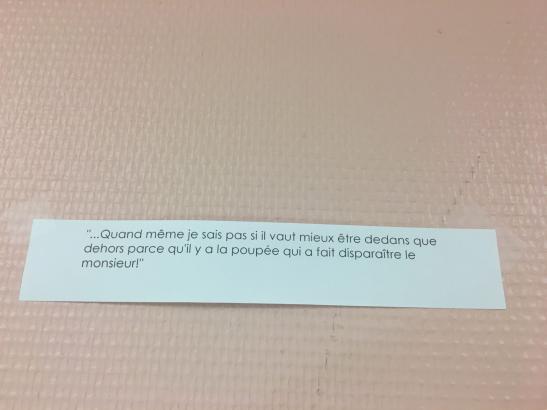 "...Quand même je sais pas si il vaut mieux être dedans que
dehors parce qu'il y a la poupée qui a fait disparaître le
monsieur!"